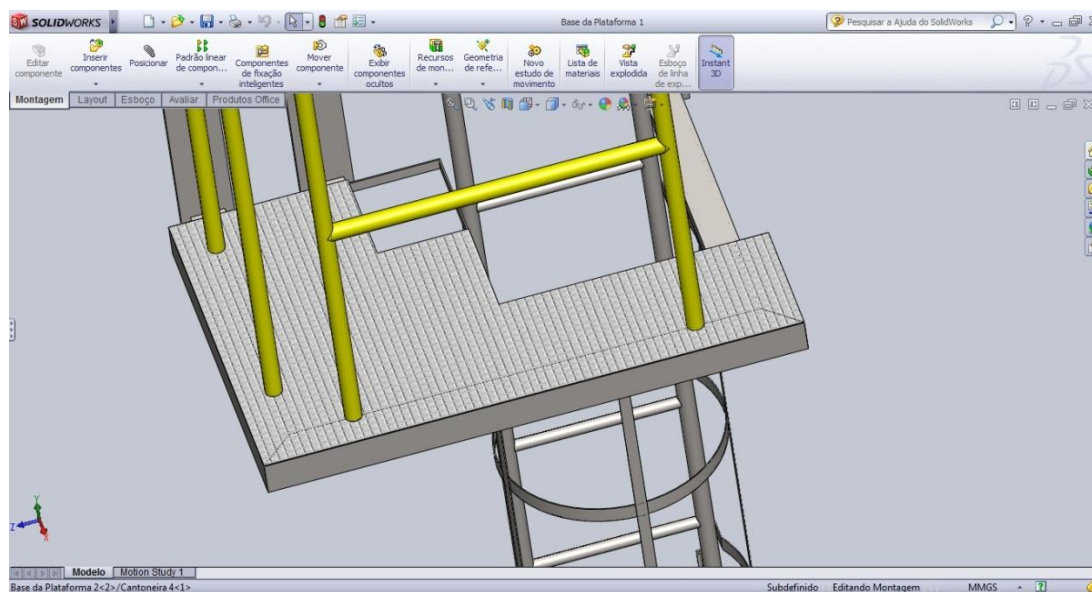 SOLIDWORKS
Base da Plataforma 1
Pesquisar a Ajuda do SolidWorks
Editar componente
Inserir componentes
Posicionar
Padrão linear de compon...
Componentes de fixação inteligentes
Mover componente
Exibir componentes ocultos
Recursos de mon...
Geometria de refe...
Novo estudo de movimento
Lista de materiais
Vista explodida
Esboço de linha de exp...
Instant 3D
Montagem Layout Esboço Avaliar Produtos Office
Y
Z
X
Modelo Motion Study 1
Base da Plataforma 2<2>/Cantoneira 4<1>
Subdefinido Editando Montagem MMGS